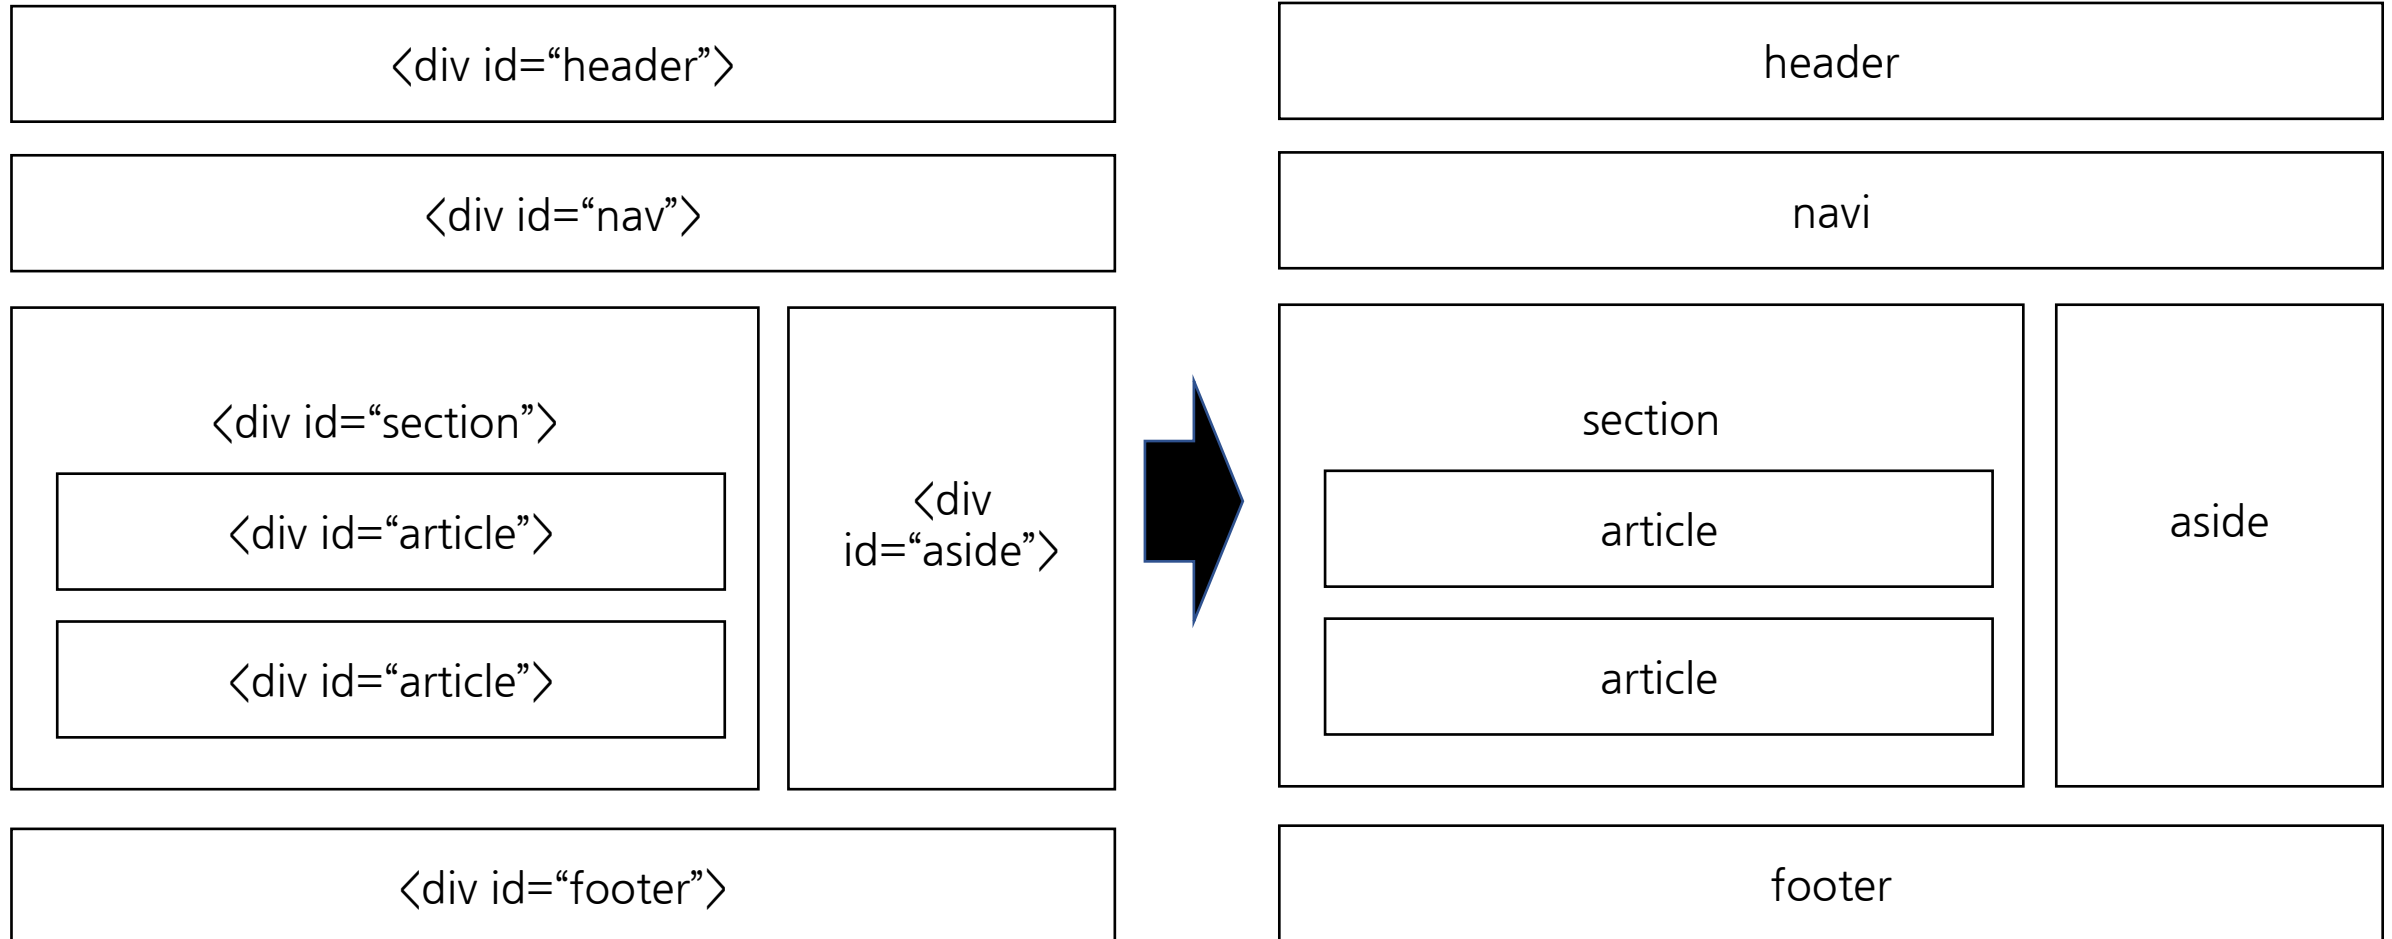 <div id=“header”>
<div id=“nav”>
<div id=“section”>
<div id=“article”>
<div id=“article”>
<div
id=“aside”>
<div id=“footer”>
header
navi
section
article
article
aside
footer